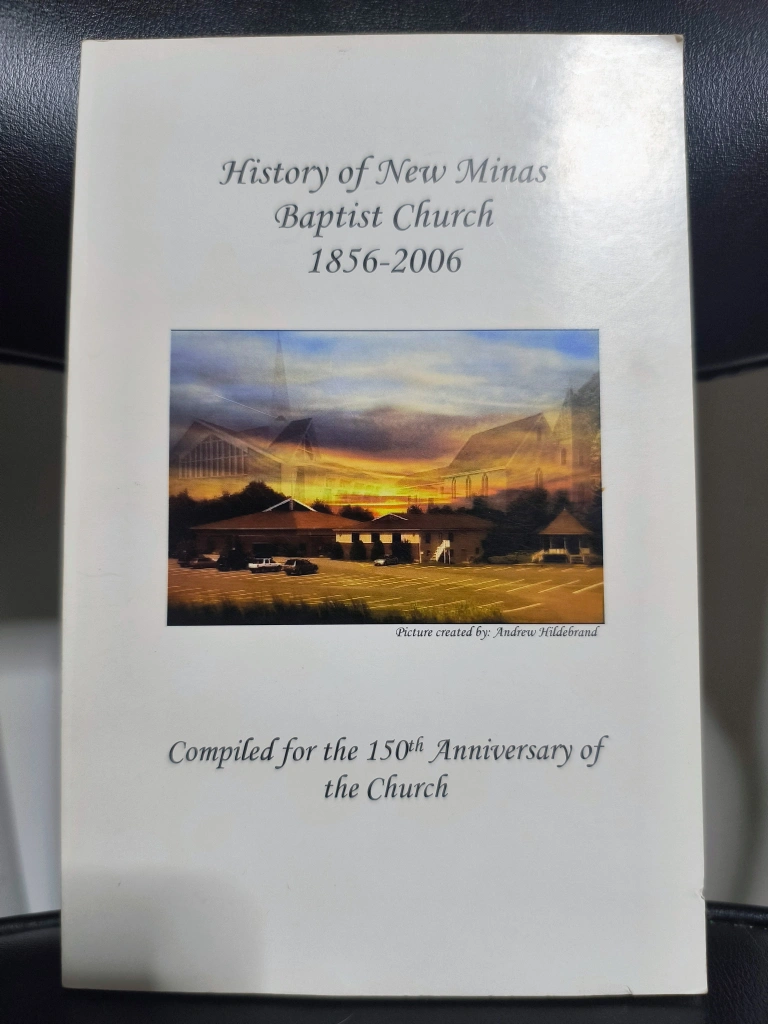 History of New Minas
Baptist Church
1856-2006
Picture created by: Andrew Hildebrand
Compiled for the 150th Anniversary of
the Church